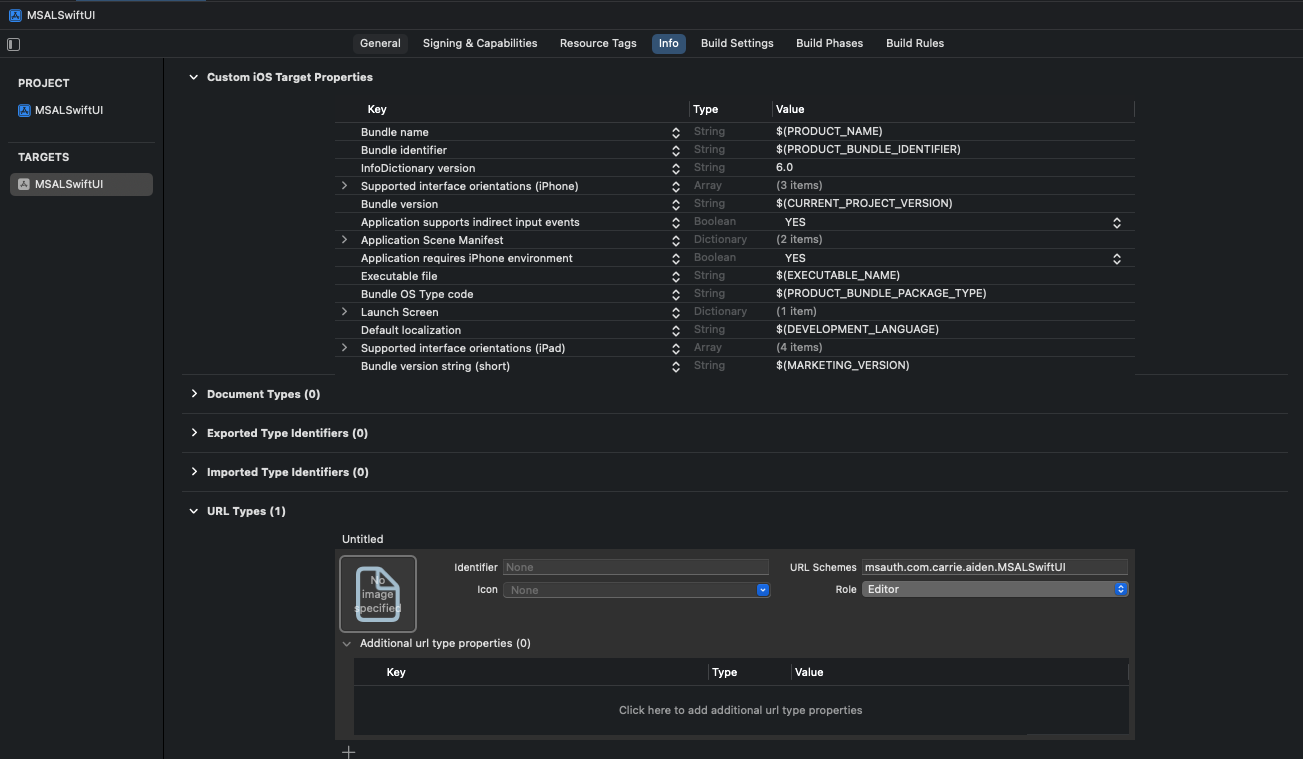 MSALSwiftUI
General Signing & Capabilities Resource Tags Info Build Settings Build Phases Build Rules
PROJECT
MSALSwiftUI
TARGETS
MSALSwiftUI
Custom iOS Target Properties
Key Type Value
Bundle name String $(PRODUCT_NAME)
Bundle identifier String $(PRODUCT_BUNDLE_IDENTIFIER)
InfoDictionary version String 6.0
Supported interface orientations (iPhone) Array (3 items)
Bundle version String $(CURRENT_PROJECT_VERSION)
Application supports indirect input events Boolean YES
Application Scene Manifest Dictionary (2 items)
Application requires iPhone environment Boolean YES
Executable file String $(EXECUTABLE_NAME)
Bundle OS Type code String $(PRODUCT_BUNDLE_PACKAGE_TYPE)
Launch Screen Dictionary (1 item)
Default localization String $(DEVELOPMENT_LANGUAGE)
Supported interface orientations (iPad) Array (4 items)
Bundle version string (short) String $(MARKETING_VERSION)
Document Types (0)
Exported Type Identifiers (0)
Imported Type Identifiers (0)
URL Types (1)
Untitled
No
image
specified
Identifier None URL Schemes msauth.com.carrie.aiden.MSALSwiftUI
Icon None Role Editor
Additional url type properties (0)
Key Type Value
Click here to add additional url type properties